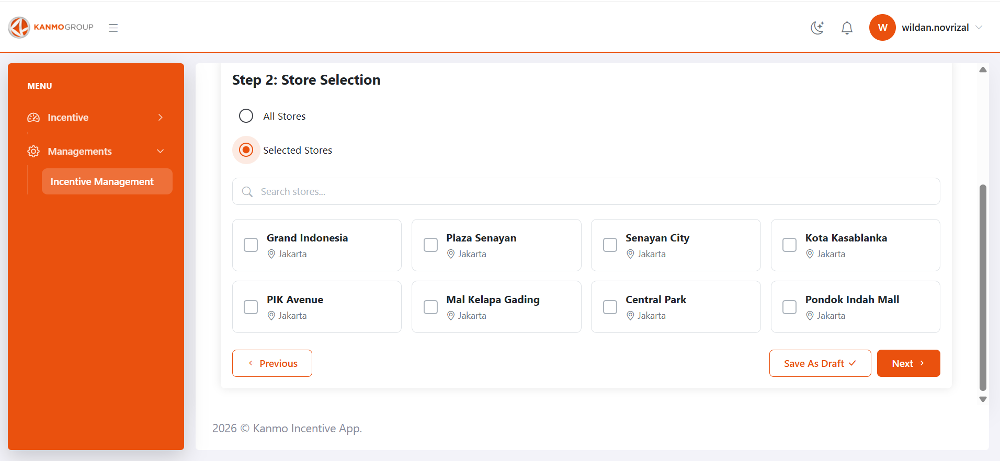 KANMOGROUP
W
wildan.novrizal
MENU
Incentive
Managements
Incentive Management
Step 2: Store Selection
All Stores
Selected Stores
Search stores...
Grand Indonesia
Jakarta
Plaza Senayan
Jakarta
Senayan City
Jakarta
Kota Kasablanka
Jakarta
PIK Avenue
Jakarta
Mal Kelapa Gading
Jakarta
Central Park
Jakarta
Pondok Indah Mall
Jakarta
← Previous
Save As Draft ✓
Next →
2026 © Kanmo Incentive App.